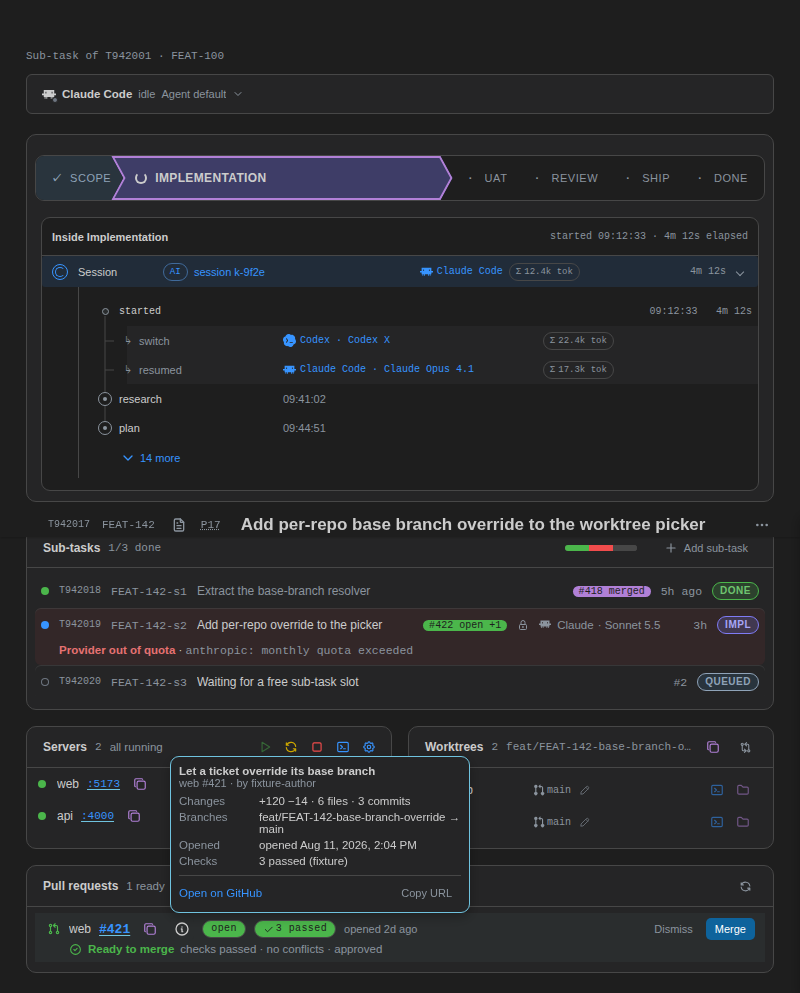 Sub-task of T942001 · FEAT-100
Claude Code idle Agent default
SCOPE IMPLEMENTATION · UAT · REVIEW · SHIP · DONE
Inside Implementation started 09:12:33 · 4m 12s elapsed
Session AI session k-9f2e Claude Code Σ 12.4k tok 4m 12s
started 09:12:33 4m 12s
↳ switch Codex · Codex X Σ 22.4k tok
↳ resumed Claude Code · Claude Opus 4.1 Σ 17.3k tok
research 09:41:02
plan 09:44:51
14 more
T942017 FEAT-142 P17 Add per-repo base branch override to the worktree picker
Sub-tasks 1/3 done Add sub-task
T942018 FEAT-142-s1 Extract the base-branch resolver #418 merged 5h ago DONE
T942019 FEAT-142-s2 Add per-repo override to the picker #422 open +1 Claude · Sonnet 5.5 3h IMPL
Provider out of quota · anthropic: monthly quota exceeded
T942020 FEAT-142-s3 Waiting for a free sub-task slot #2 QUEUED
Servers 2 all running
Worktrees 2 feat/FEAT-142-base-branch-o…
web :5173
api :4000
main
main
Let a ticket override its base branch
web #421 · by fixture-author
Changes +120 −14 · 6 files · 3 commits
Branches feat/FEAT-142-base-branch-override →
main
Opened opened Aug 11, 2026, 2:04 PM
Checks 3 passed (fixture)
Open on GitHub Copy URL
Pull requests 1 ready
web #421 open 3 passed opened 2d ago Dismiss Merge
Ready to merge checks passed · no conflicts · approved